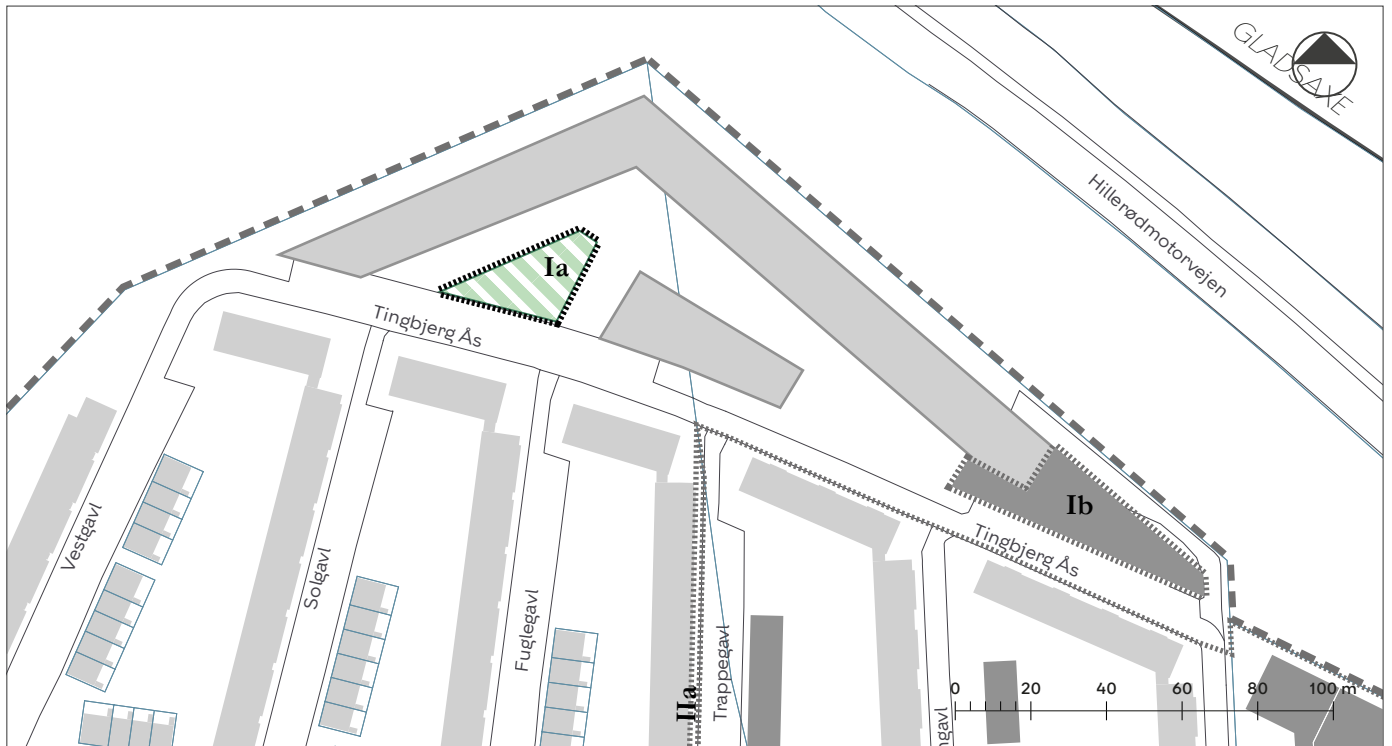 GLADSAXE
Hillerødmotorvejen
Ia
Tingbjerg Ås
Ib
Tingbjerg Ås
Vestgavl
Solgavl
Fuglegavl
IIa
Trappegavl
0 20 40 60 80 100 m